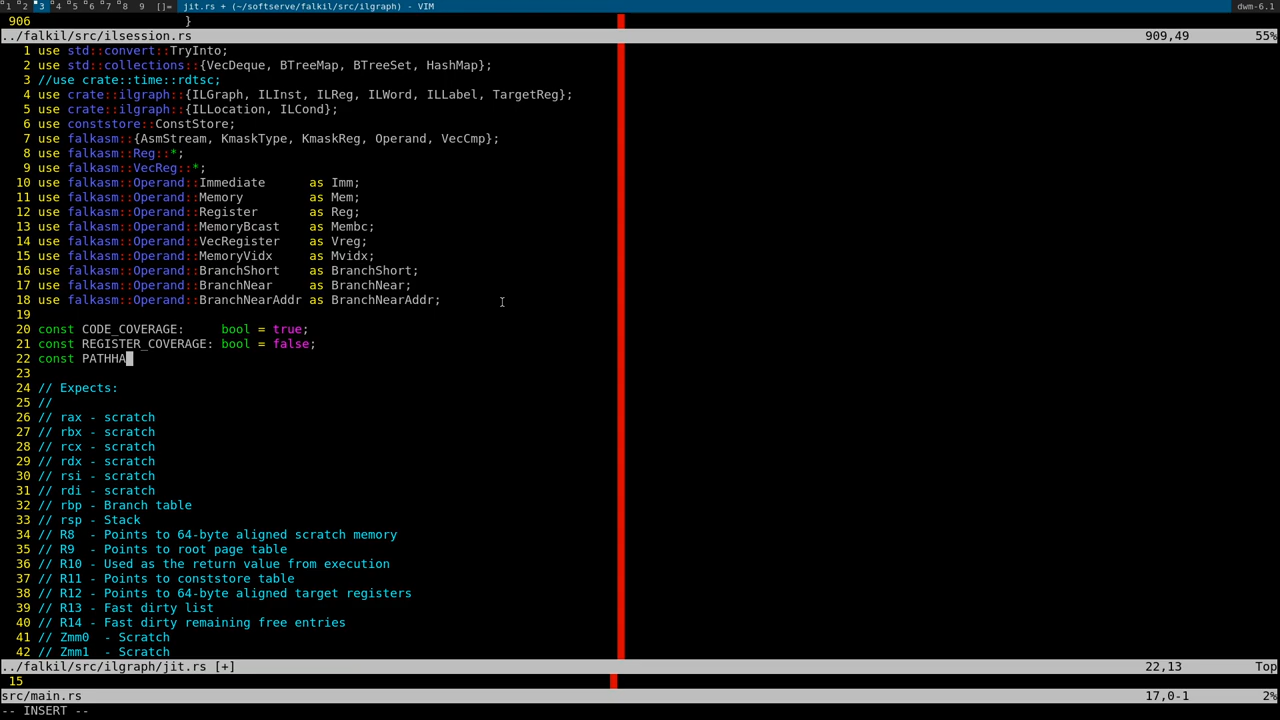 1 2 3 4 5 6 7 8 9 []= jit.rs + (~/softserve/falkil/src/ilgraph) - VIM dwm-6.1
906 }
../falkil/src/ilsession.rs 909,49 55%
1 use std::convert::TryInto;
2 use std::collections::{VecDeque, BTreeMap, BTreeSet, HashMap};
3 //use crate::time::rdtsc;
4 use crate::ilgraph::{ILGraph, ILInst, ILReg, ILWord, ILLabel, TargetReg};
5 use crate::ilgraph::{ILLocation, ILCond};
6 use conststore::ConstStore;
7 use falkasm::{AsmStream, KmaskType, KmaskReg, Operand, VecCmp};
8 use falkasm::Reg::*;
9 use falkasm::VecReg::*;
10 use falkasm::Operand::Immediate as Imm;
11 use falkasm::Operand::Memory as Mem;
12 use falkasm::Operand::Register as Reg;
13 use falkasm::Operand::MemoryBcast as Membc;
14 use falkasm::Operand::VecRegister as Vreg;
15 use falkasm::Operand::MemoryVidx as Mvidx;
16 use falkasm::Operand::BranchShort as BranchShort;
17 use falkasm::Operand::BranchNear as BranchNear;
18 use falkasm::Operand::BranchNearAddr as BranchNearAddr;
19
20 const CODE_COVERAGE: bool = true;
21 const REGISTER_COVERAGE: bool = false;
22 const PATHHA
23
24 // Expects:
25 //
26 // rax - scratch
27 // rbx - scratch
28 // rcx - scratch
29 // rdx - scratch
30 // rsi - scratch
31 // rdi - scratch
32 // rbp - Branch table
33 // rsp - Stack
34 // R8 - Points to 64-byte aligned scratch memory
35 // R9 - Points to root page table
36 // R10 - Used as the return value from execution
37 // R11 - Points to conststore table
38 // R12 - Points to 64-byte aligned target registers
39 // R13 - Fast dirty list
40 // R14 - Fast dirty remaining free entries
41 // Zmm0 - Scratch
42 // Zmm1 - Scratch
../falkil/src/ilgraph/jit.rs [+] 22,13 Top
15
src/main.rs 17,0-1 2%
-- INSERT --